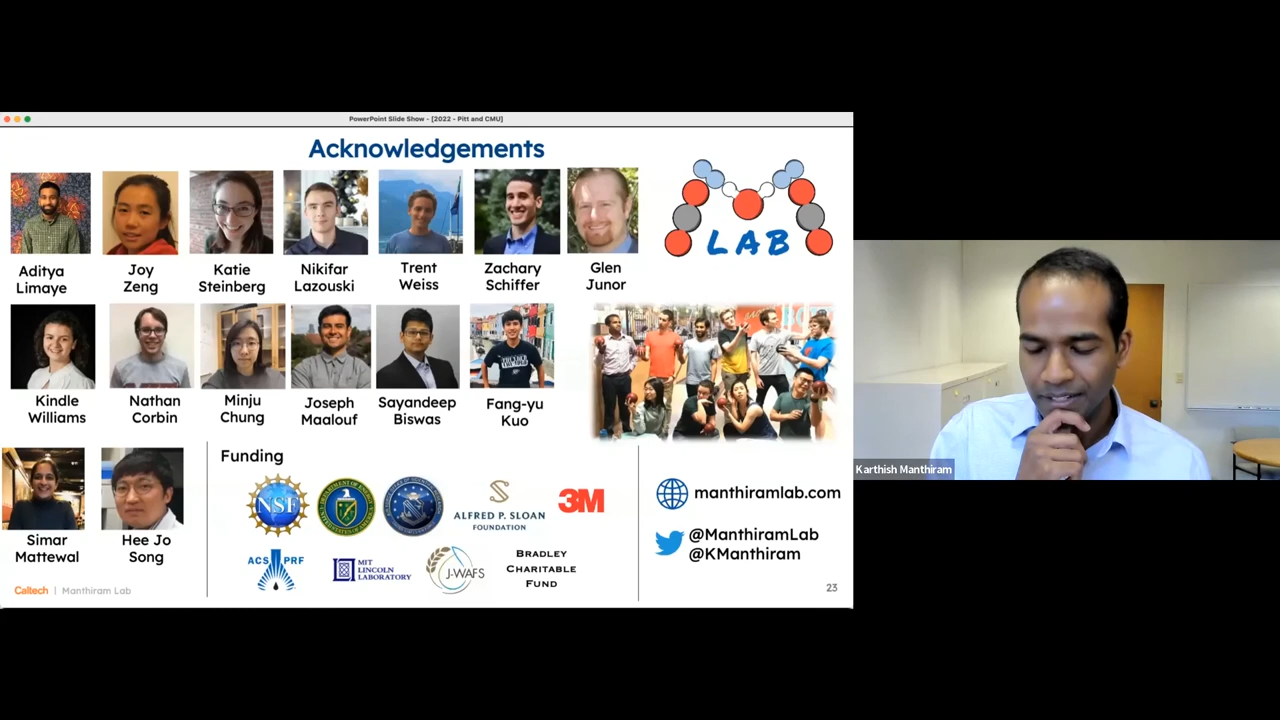 PowerPoint Slide Show - [2022 - Pitt and CMU]
Acknowledgements
LAB
Aditya
Limaye
Joy
Zeng
Katie
Steinberg
Nikifar
Lazouski
Trent
Weiss
Zachary
Schiffer
Glen
Junor
Kindle
Williams
Nathan
Corbin
Minju
Chung
Joseph
Maalouf
Sayandeep
Biswas
Fang-yu
Kuo
Simar
Mattewal
Hee Jo
Song
Funding
NSF
ALFRED P. SLOAN
FOUNDATION
3M
ACS PRF
MIT
LINCOLN
LABORATORY
J-WAFS
BRADLEY
CHARITABLE
FUND
manthiramlab.com
@ManthiramLab
@KManthiram
Caltech | Manthiram Lab
23
Karthish Manthiram